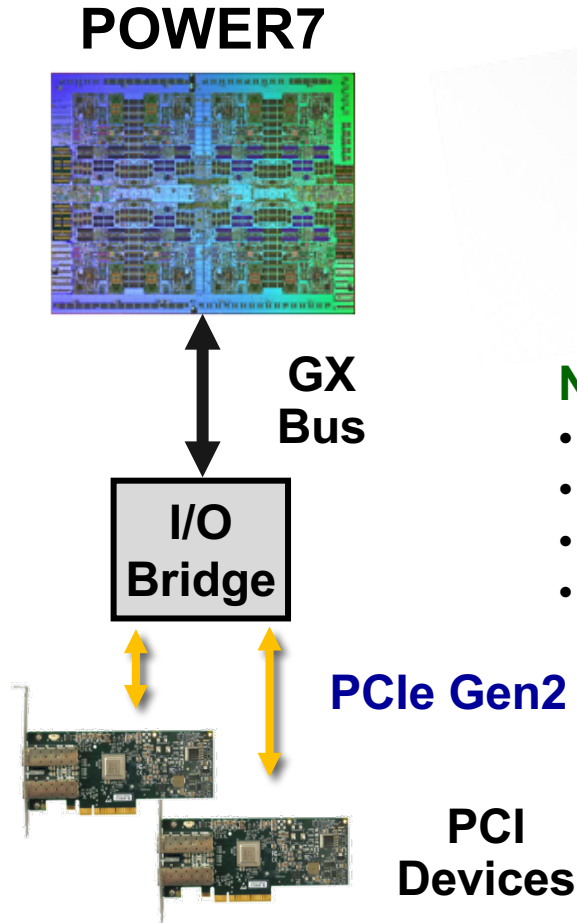 POWER7
GX
Bus
N
•
•
•
•
I/O
Bridge
PCIe Gen2
PCI
Devices